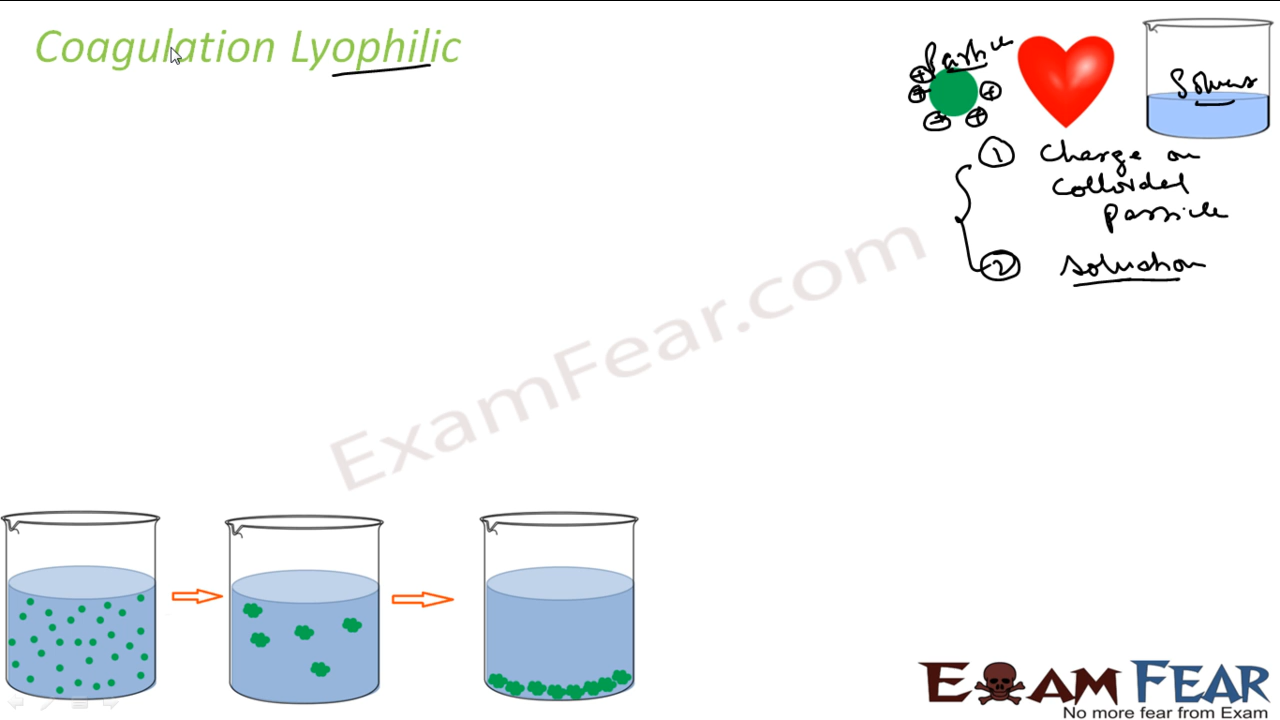 Coagulation Lyophilic
Particle
Solvent
1 Charge on
colloidal
particle
2 solvation
ExamFear.com
EXAM FEAR
No more fear from Exam